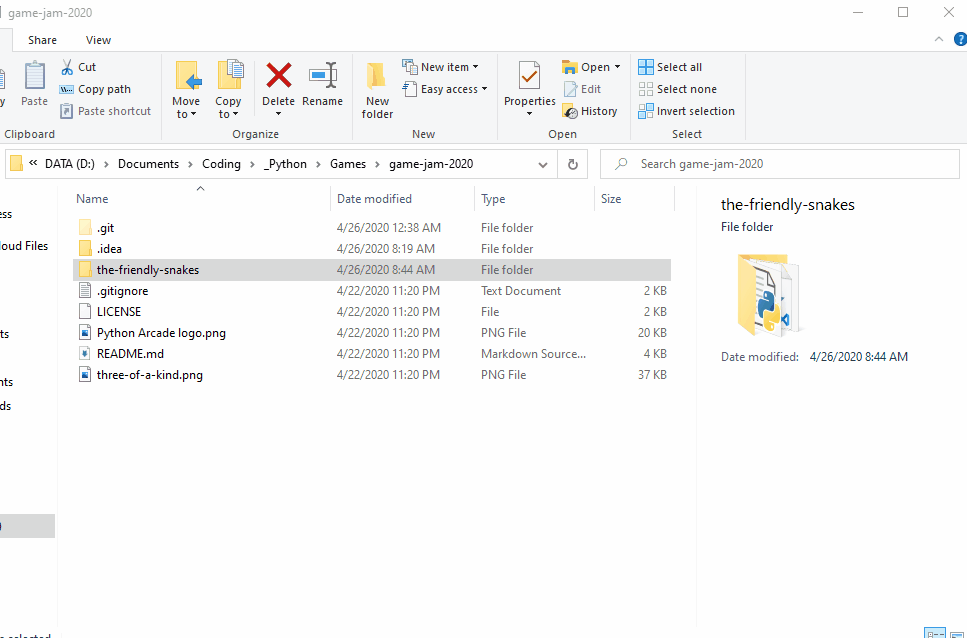 game-jam-2020
Share View
?
Paste Cut
Copy path
Paste shortcut
Clipboard
Move to Copy to Delete Rename
Organize
New folder New item
Easy access
New
Properties Open
Edit
History
Open
Select all
Select none
Invert selection
Select
« DATA (D:) > Documents > Coding > _Python > Games > game-jam-2020
Search game-jam-2020
Name Date modified Type Size
.git 4/26/2020 12:38 AM File folder
.idea 4/26/2020 8:19 AM File folder
the-friendly-snakes 4/26/2020 8:44 AM File folder
.gitignore 4/22/2020 11:20 PM Text Document 2 KB
LICENSE 4/22/2020 11:20 PM File 2 KB
Python Arcade logo.png 4/22/2020 11:20 PM PNG File 20 KB
README.md 4/22/2020 11:20 PM Markdown Source... 4 KB
three-of-a-kind.png 4/22/2020 11:20 PM PNG File 37 KB
ess
loud Files
ts
nts
ds
the-friendly-snakes
File folder
Date modified: 4/26/2020 8:44 AM